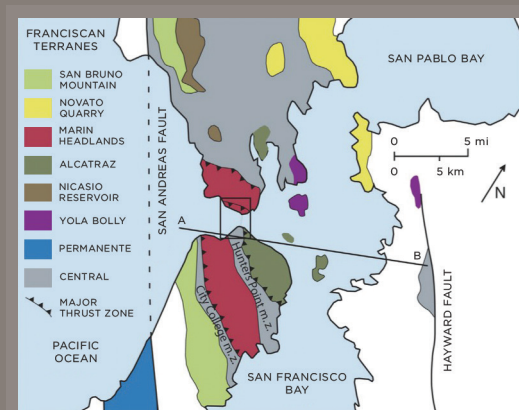 FRANCISCAN
TERRANES
SAN BRUNO
MOUNTAIN
NOVATO
QUARRY
MARIN
HEADLANDS
ALCATRAZ
NICASIO
RESERVOIR
YOLA BOLLY
PERMANENTE
CENTRAL
MAJOR
THRUST ZONE
PACIFIC
OCEAN
SAN ANDREAS FAULT
SAN PABLO BAY
0 5 mi
0 5 km
N
A
B
Hunters Point m.z.
City College m.z.
HAYWARD FAULT
SAN FRANCISCO
BAY